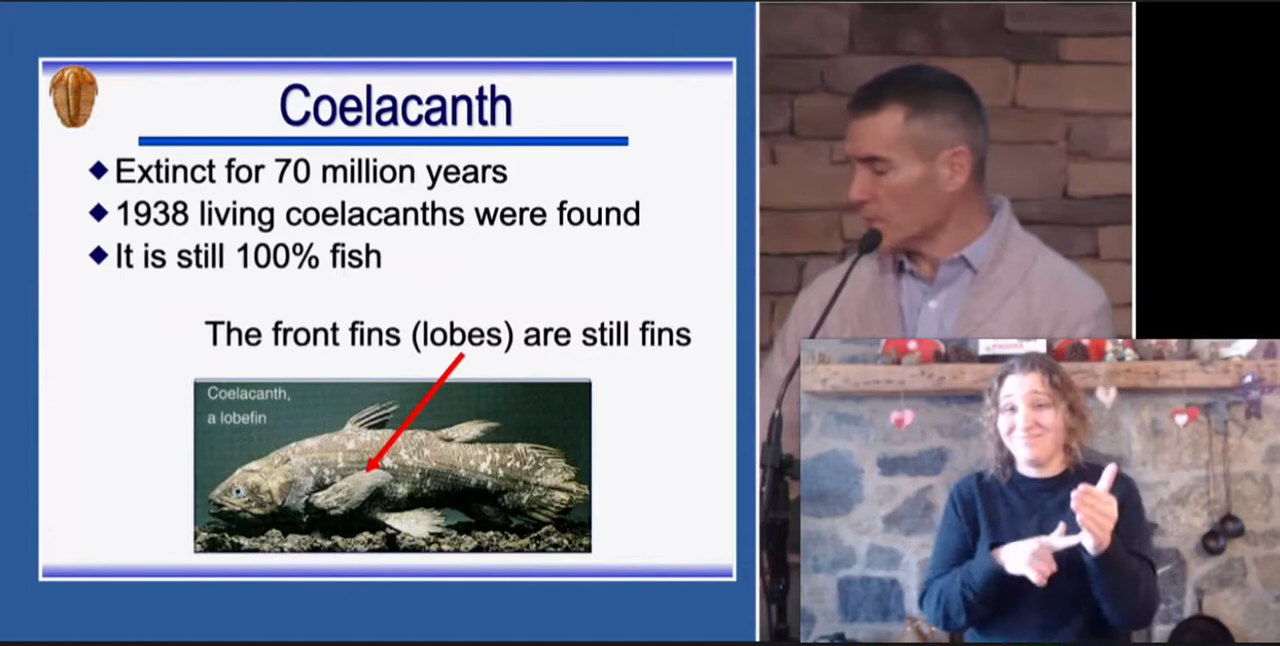 Coelacanth
Extinct for 70 million years
1938 living coelacanths were found
It is still 100% fish
The front fins (lobes) are still fins
Coelacanth,
a lobefin